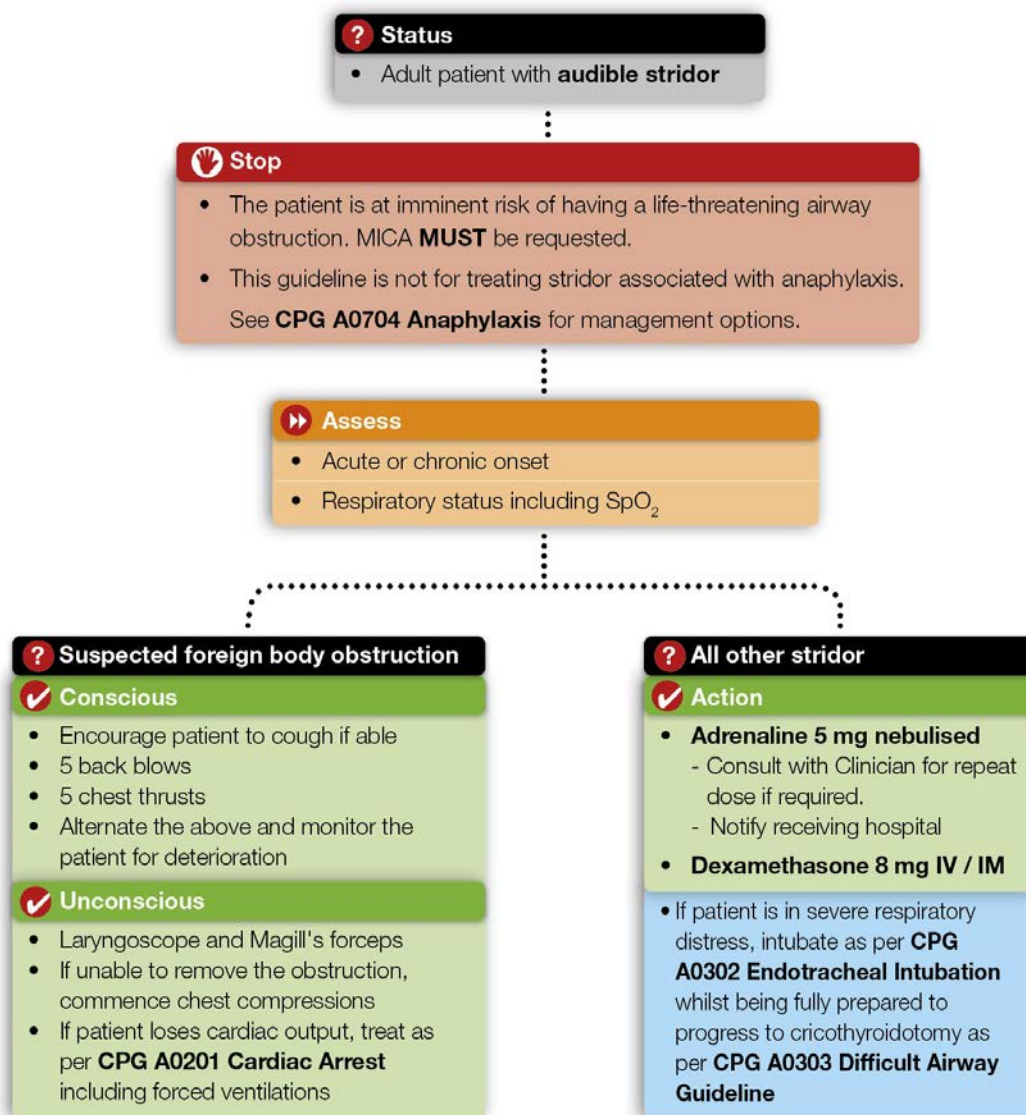 ? Status
• Adult patient with audible stridor
Stop
• The patient is at imminent risk of having a life-threatening airway
obstruction. MICA MUST be requested.
• This guideline is not for treating stridor associated with anaphylaxis.
See CPG A0704 Anaphylaxis for management options.
Assess
• Acute or chronic onset
• Respiratory status including SpO₂
? Suspected foreign body obstruction
Conscious
• Encourage patient to cough if able
• 5 back blows
• 5 chest thrusts
• Alternate the above and monitor the
patient for deterioration
Unconscious
• Laryngoscope and Magill's forceps
• If unable to remove the obstruction,
commence chest compressions
• If patient loses cardiac output, treat as
per CPG A0201 Cardiac Arrest
including forced ventilations
? All other stridor
Action
• Adrenaline 5 mg nebulised
- Consult with Clinician for repeat
dose if required.
- Notify receiving hospital
• Dexamethasone 8 mg IV / IM
• If patient is in severe respiratory
distress, intubate as per CPG
A0302 Endotracheal Intubation
whilst being fully prepared to
progress to cricothyroidotomy as
per CPG A0303 Difficult Airway
Guideline